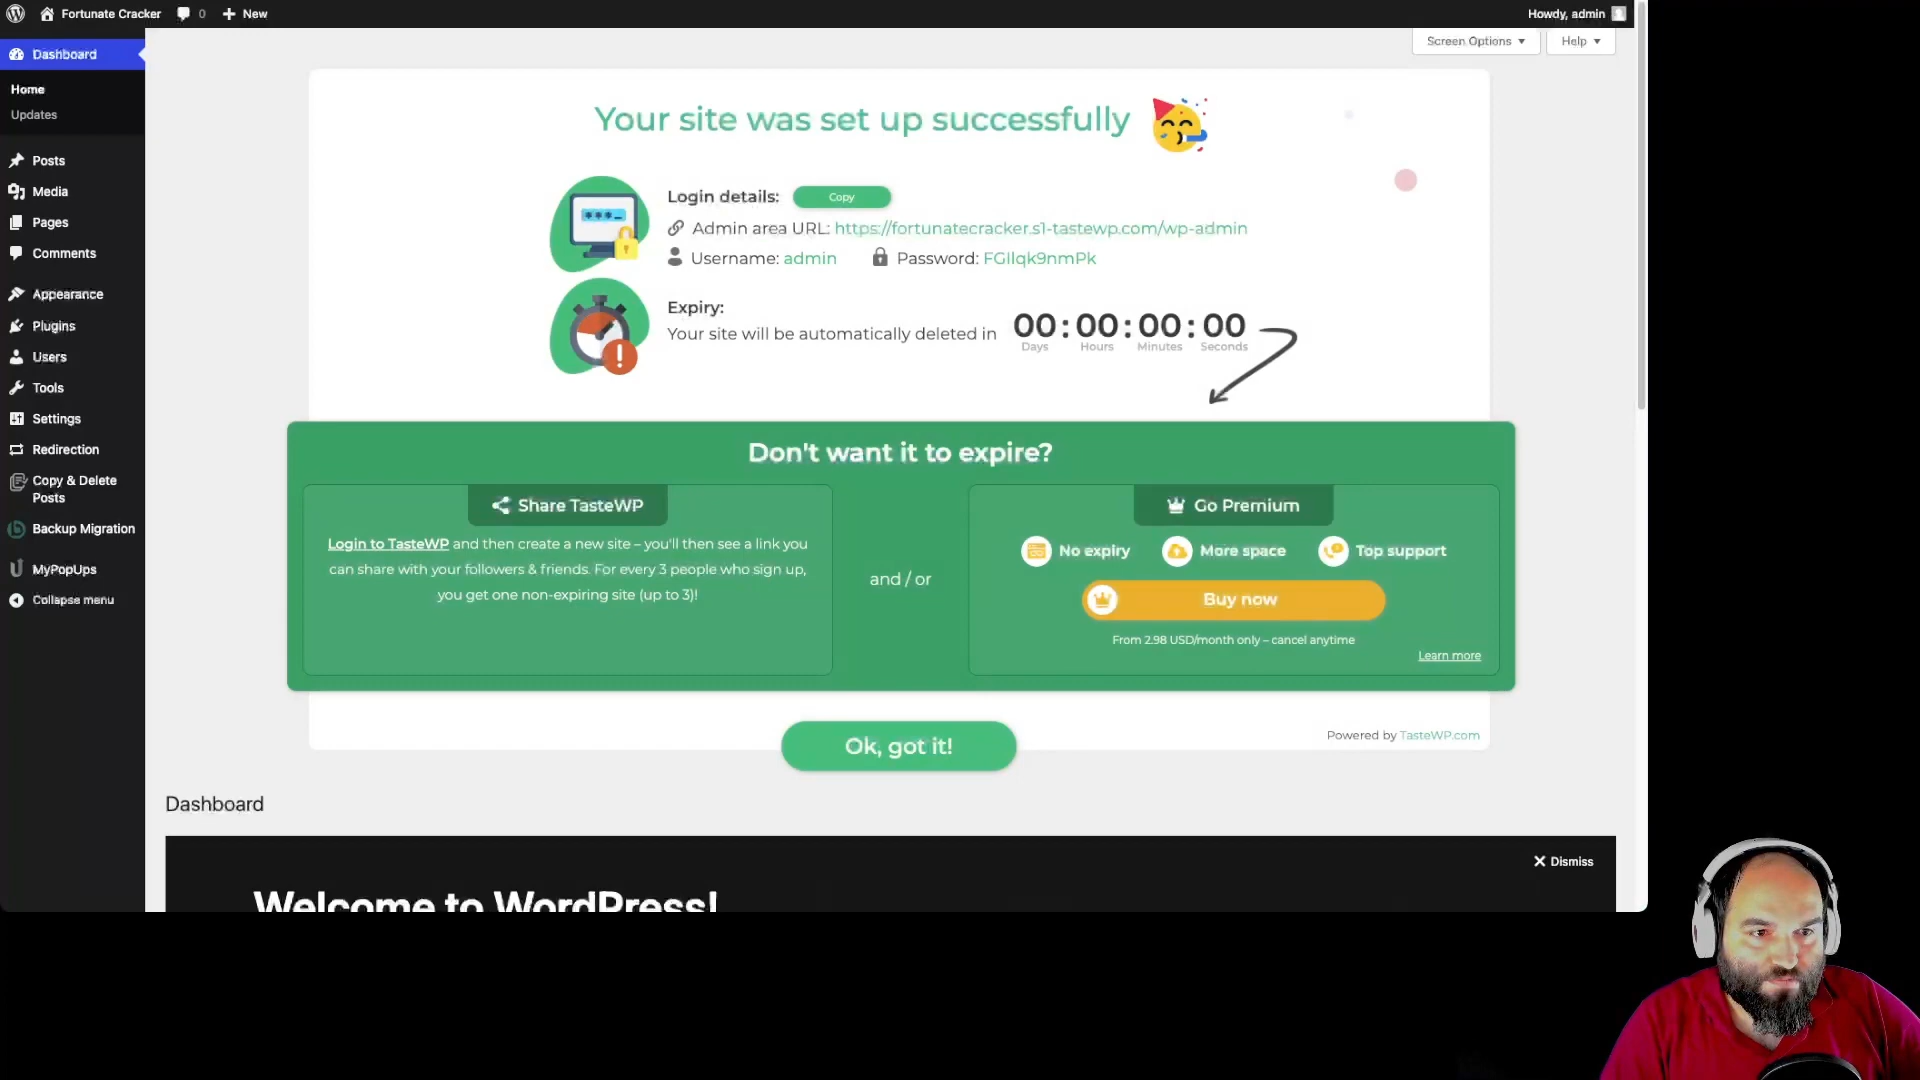 Fortunate Cracker 0 New Howdy, admin
Screen Options Help
Dashboard
Home
Updates
Posts
Media
Pages
Comments
Appearance
Plugins
Users
Tools
Settings
Redirection
Copy & Delete
Posts
Backup Migration
MyPopUps
Collapse menu
Your site was set up successfully
Login details: Copy
Admin area URL: https://fortunatecracker.s1-tastewp.com/wp-admin
Username: admin Password: FGIlqk9nmPk
Expiry:
Your site will be automatically deleted in 00:00:00:00
Days Hours Minutes Seconds
Don't want it to expire?
Share TasteWP
Login to TasteWP and then create a new site – you'll then see a link you
can share with your followers & friends. For every 3 people who sign up,
you get one non-expiring site (up to 3)!
and / or
Go Premium
No expiry More space Top support
Buy now
From 2.98 USD/month only – cancel anytime
Learn more
Ok, got it!
Powered by TasteWP.com
Dashboard
Dismiss
Welcome to WordPress!